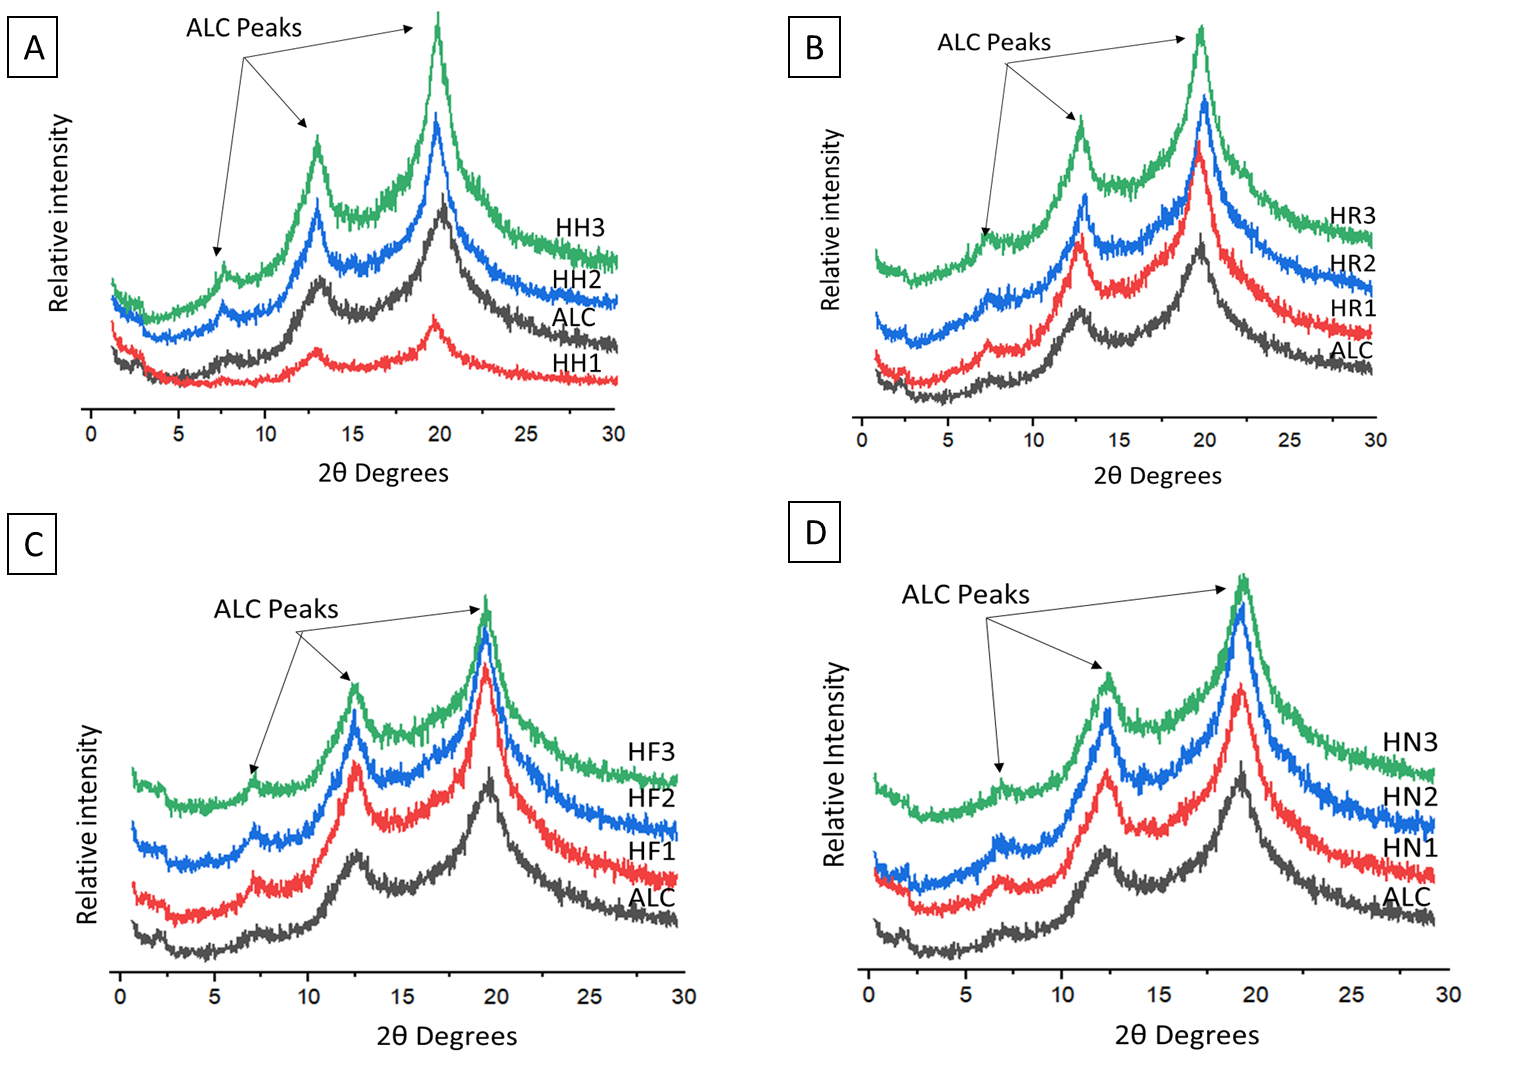 A
ALC Peaks
Relative intensity
HH3
HH2
ALC
HH1
0 5 10 15 20 25 30
2θ Degrees
B
ALC Peaks
Relative intensity
HR3
HR2
HR1
ALC
0 5 10 15 20 25 30
2θ Degrees
C
ALC Peaks
Relative intensity
HF3
HF2
HF1
ALC
0 5 10 15 20 25 30
2θ Degrees
D
ALC Peaks
Relative Intensity
HN3
HN2
HN1
ALC
0 5 10 15 20 25 30
2θ Degrees